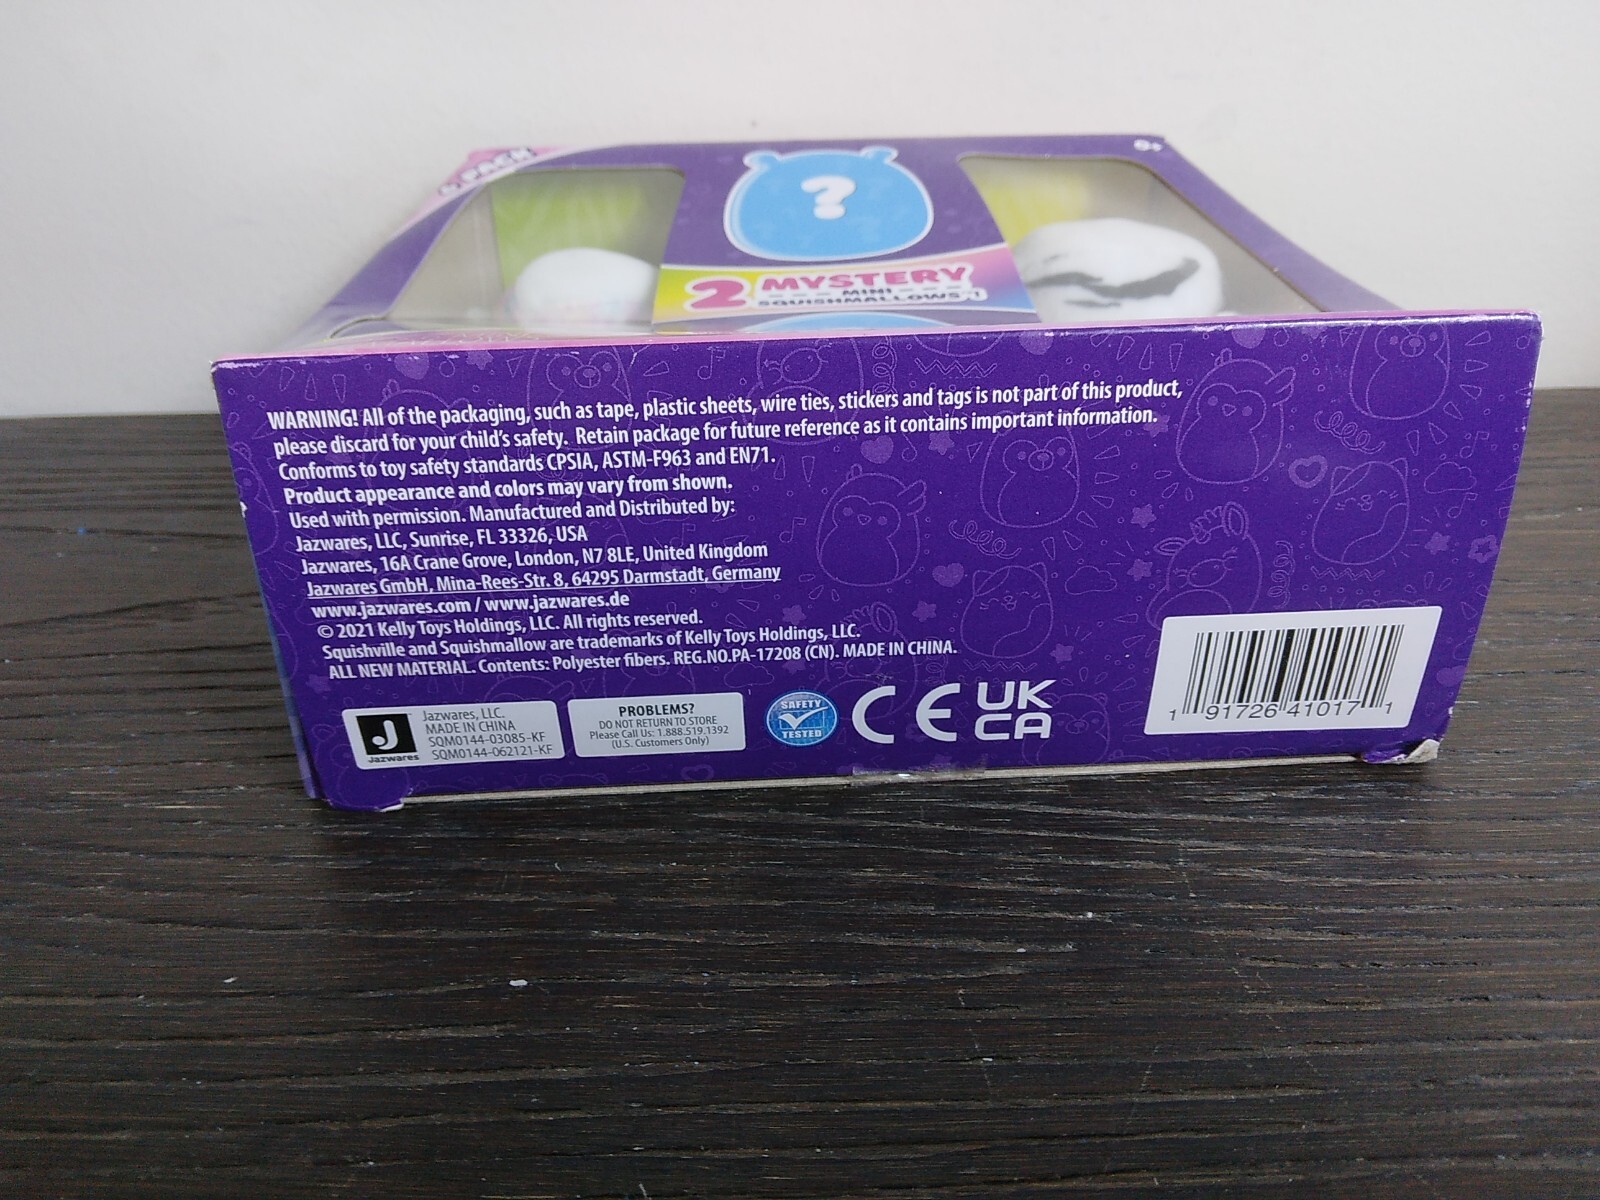 6 PACK
6+
?
2 MYSTERY
MINI
SQUISHMALLOWS™!
WARNING! All of the packaging, such as tape, plastic sheets, wire ties, stickers and tags is not part of this product,
please discard for your child's safety. Retain package for future reference as it contains important information.
Conforms to toy safety standards CPSIA, ASTM-F963 and EN71.
Product appearance and colors may vary from shown.
Used with permission. Manufactured and Distributed by:
Jazwares, LLC, Sunrise, FL 33326, USA
Jazwares, 16A Crane Grove, London, N7 8LE, United Kingdom
Jazwares GmbH, Mina-Rees-Str. 8, 64295 Darmstadt, Germany
www.jazwares.com / www.jazwares.de
© 2021 Kelly Toys Holdings, LLC. All rights reserved.
Squishville and Squishmallow are trademarks of Kelly Toys Holdings, LLC.
ALL NEW MATERIAL. Contents: Polyester fibers. REG.NO.PA-17208 (CN). MADE IN CHINA.
J
Jazwares
Jazwares, LLC.
MADE IN CHINA
SQM0144-03085-KF
SQM0144-062121-KF
PROBLEMS?
DO NOT RETURN TO STORE
Please Call Us: 1.888.519.1392
(U.S. Customers Only)
SAFETY
TESTED
CE
UK
CA
1 91726 41017 1